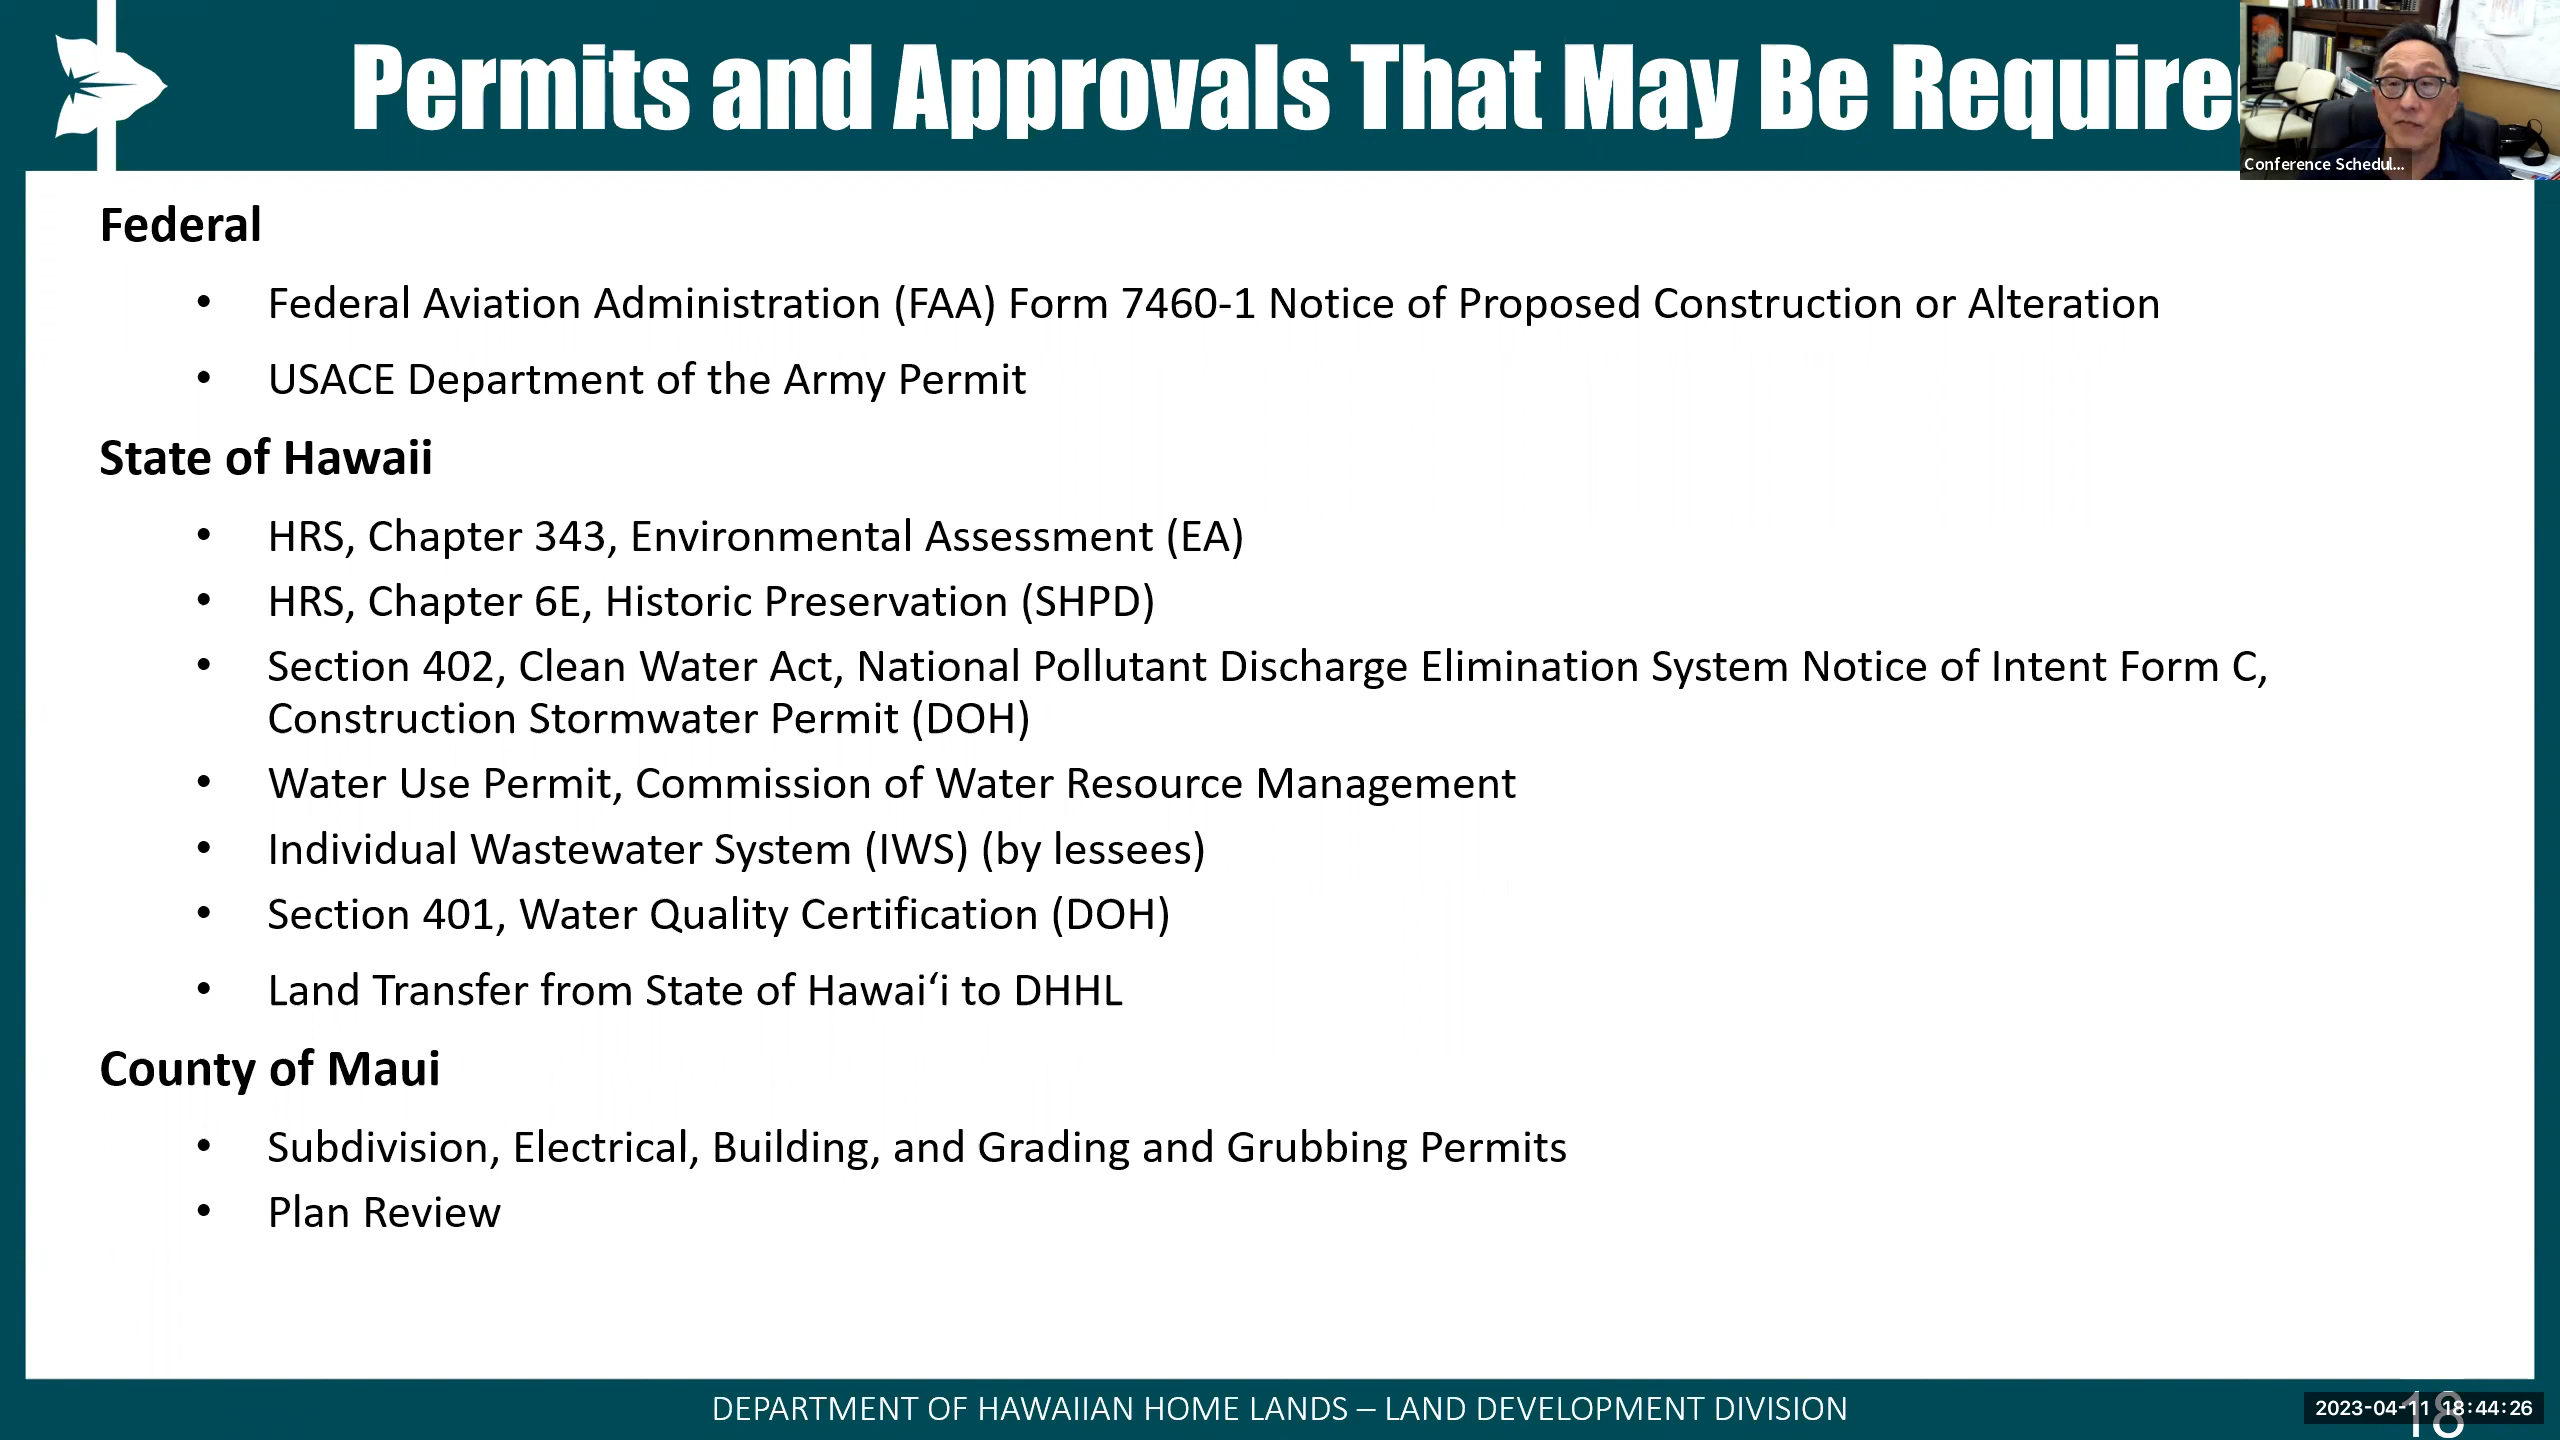 Permits and Approvals That May Be Require
Conference Schedul...
Federal
• Federal Aviation Administration (FAA) Form 7460-1 Notice of Proposed Construction or Alteration
• USACE Department of the Army Permit
State of Hawaii
• HRS, Chapter 343, Environmental Assessment (EA)
• HRS, Chapter 6E, Historic Preservation (SHPD)
• Section 402, Clean Water Act, National Pollutant Discharge Elimination System Notice of Intent Form C,
Construction Stormwater Permit (DOH)
• Water Use Permit, Commission of Water Resource Management
• Individual Wastewater System (IWS) (by lessees)
• Section 401, Water Quality Certification (DOH)
• Land Transfer from State of Hawaiʻi to DHHL
County of Maui
• Subdivision, Electrical, Building, and Grading and Grubbing Permits
• Plan Review
DEPARTMENT OF HAWAIIAN HOME LANDS – LAND DEVELOPMENT DIVISION
18
2023-04-11 18:44:26